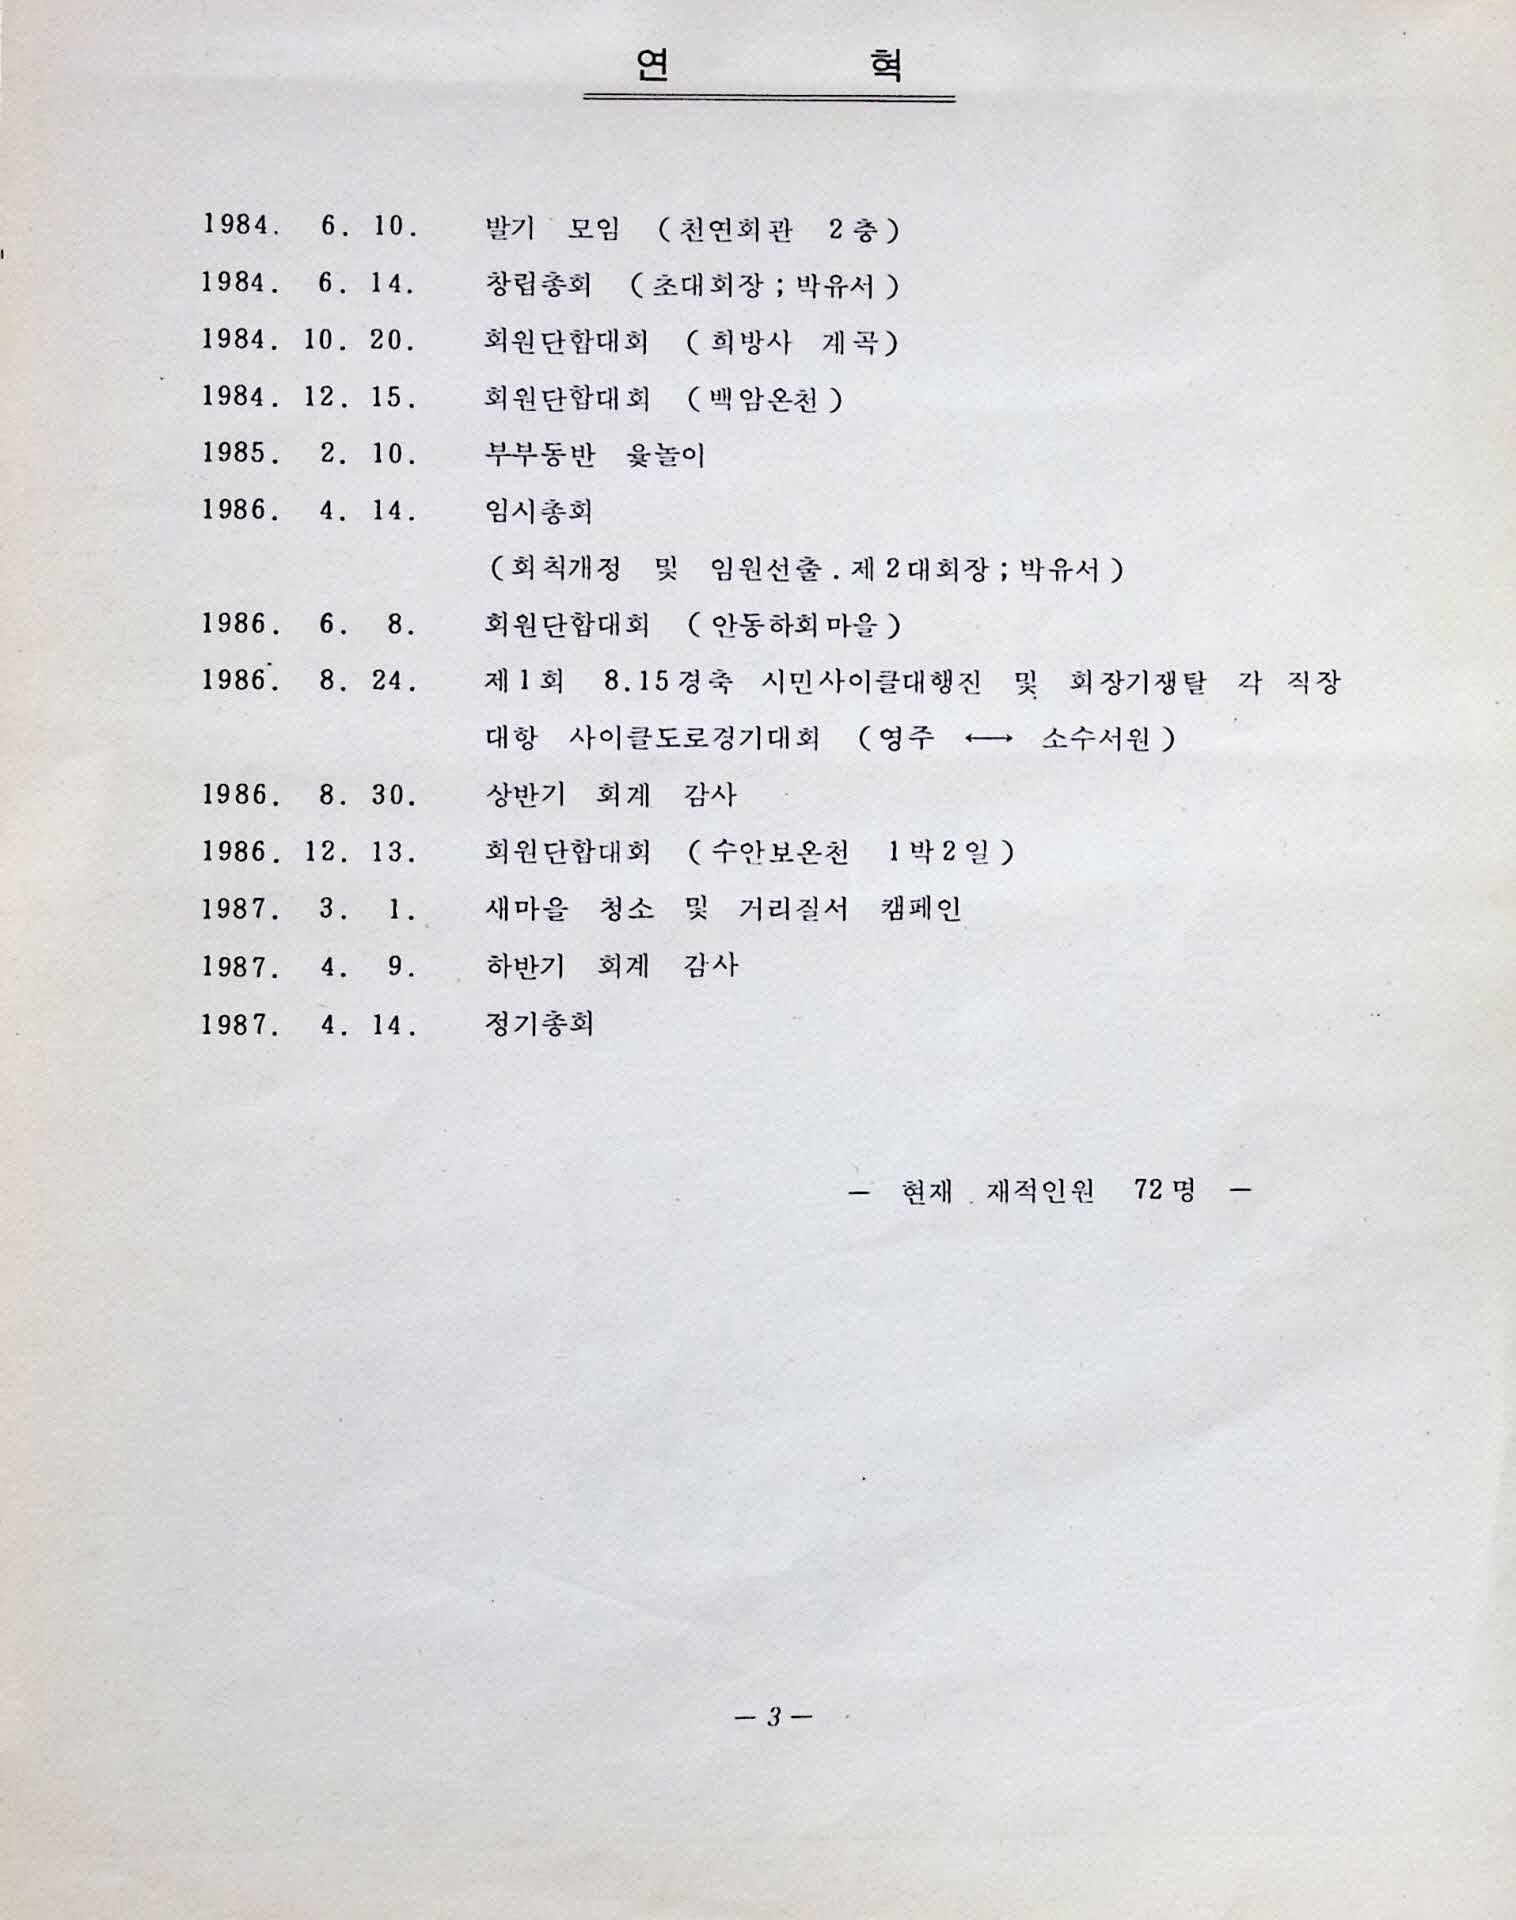 연 혁
1984. 6. 10. 발기 모임 (천연회관 2층)
1984. 6. 14. 창립총회 (초대회장;박유서)
1984. 10. 20. 회원단합대회 (희방사 계곡)
1984. 12. 15. 회원단합대회 (백암온천)
1985. 2. 10. 부부동반 윷놀이
1986. 4. 14. 임시총회
(회칙개정 및 임원선출.제2대회장;박유서)
1986. 6. 8. 회원단합대회 (안동하회마을)
1986. 8. 24. 제1회 8.15경축 시민사이클대행진 및 회장기쟁탈 각 직장
대항 사이클도로경기대회 (영주 ⟷ 소수서원)
1986. 8. 30. 상반기 회계 감사
1986. 12. 13. 회원단합대회 (수안보온천 1박2일)
1987. 3. 1. 새마을 청소 및 거리질서 캠페인
1987. 4. 9. 하반기 회계 감사
1987. 4. 14. 정기총회
— 현재 재적인원 72명 —
— 3 —